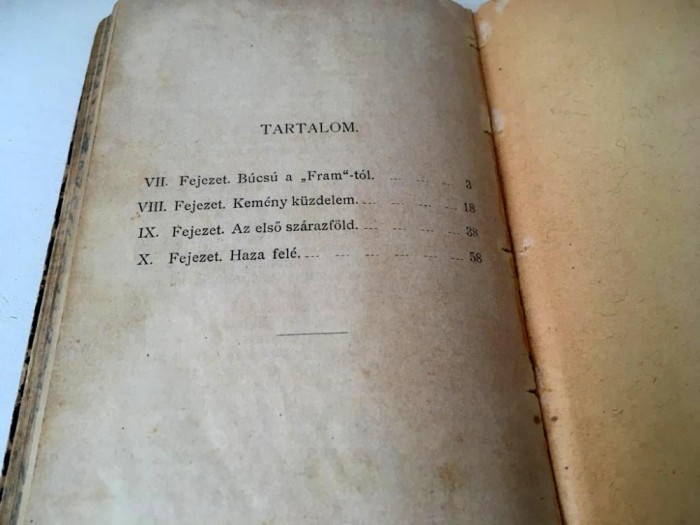 TARTALOM.
VII. Fejezet. Búcsú a „Fram“-tól. 3
VIII. Fejezet. Kemény küzdelem. 18
IX. Fejezet. Az első szárazföld. 38
X. Fejezet. Haza felé. 58